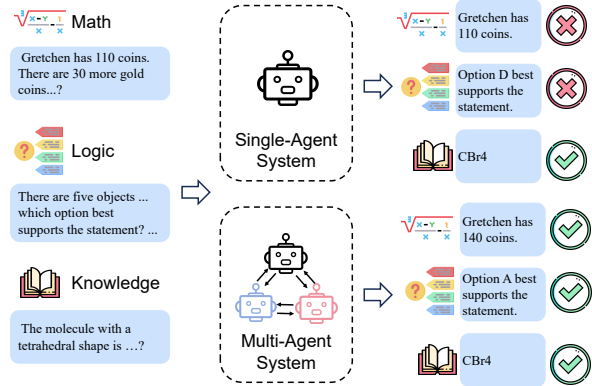 Math
Gretchen has 110 coins.
There are 30 more gold
coins...?
Logic
There are five objects ...
which option best
supports the statement? ...
Knowledge
The molecule with a
tetrahedral shape is …?
Single-Agent
System
Multi-Agent
System
3
X - Y
X
-
1
X
Gretchen has
110 coins.
Option D best
supports the
statement.
CBr4
Gretchen has
140 coins.
Option A best
supports the
statement.
CBr4